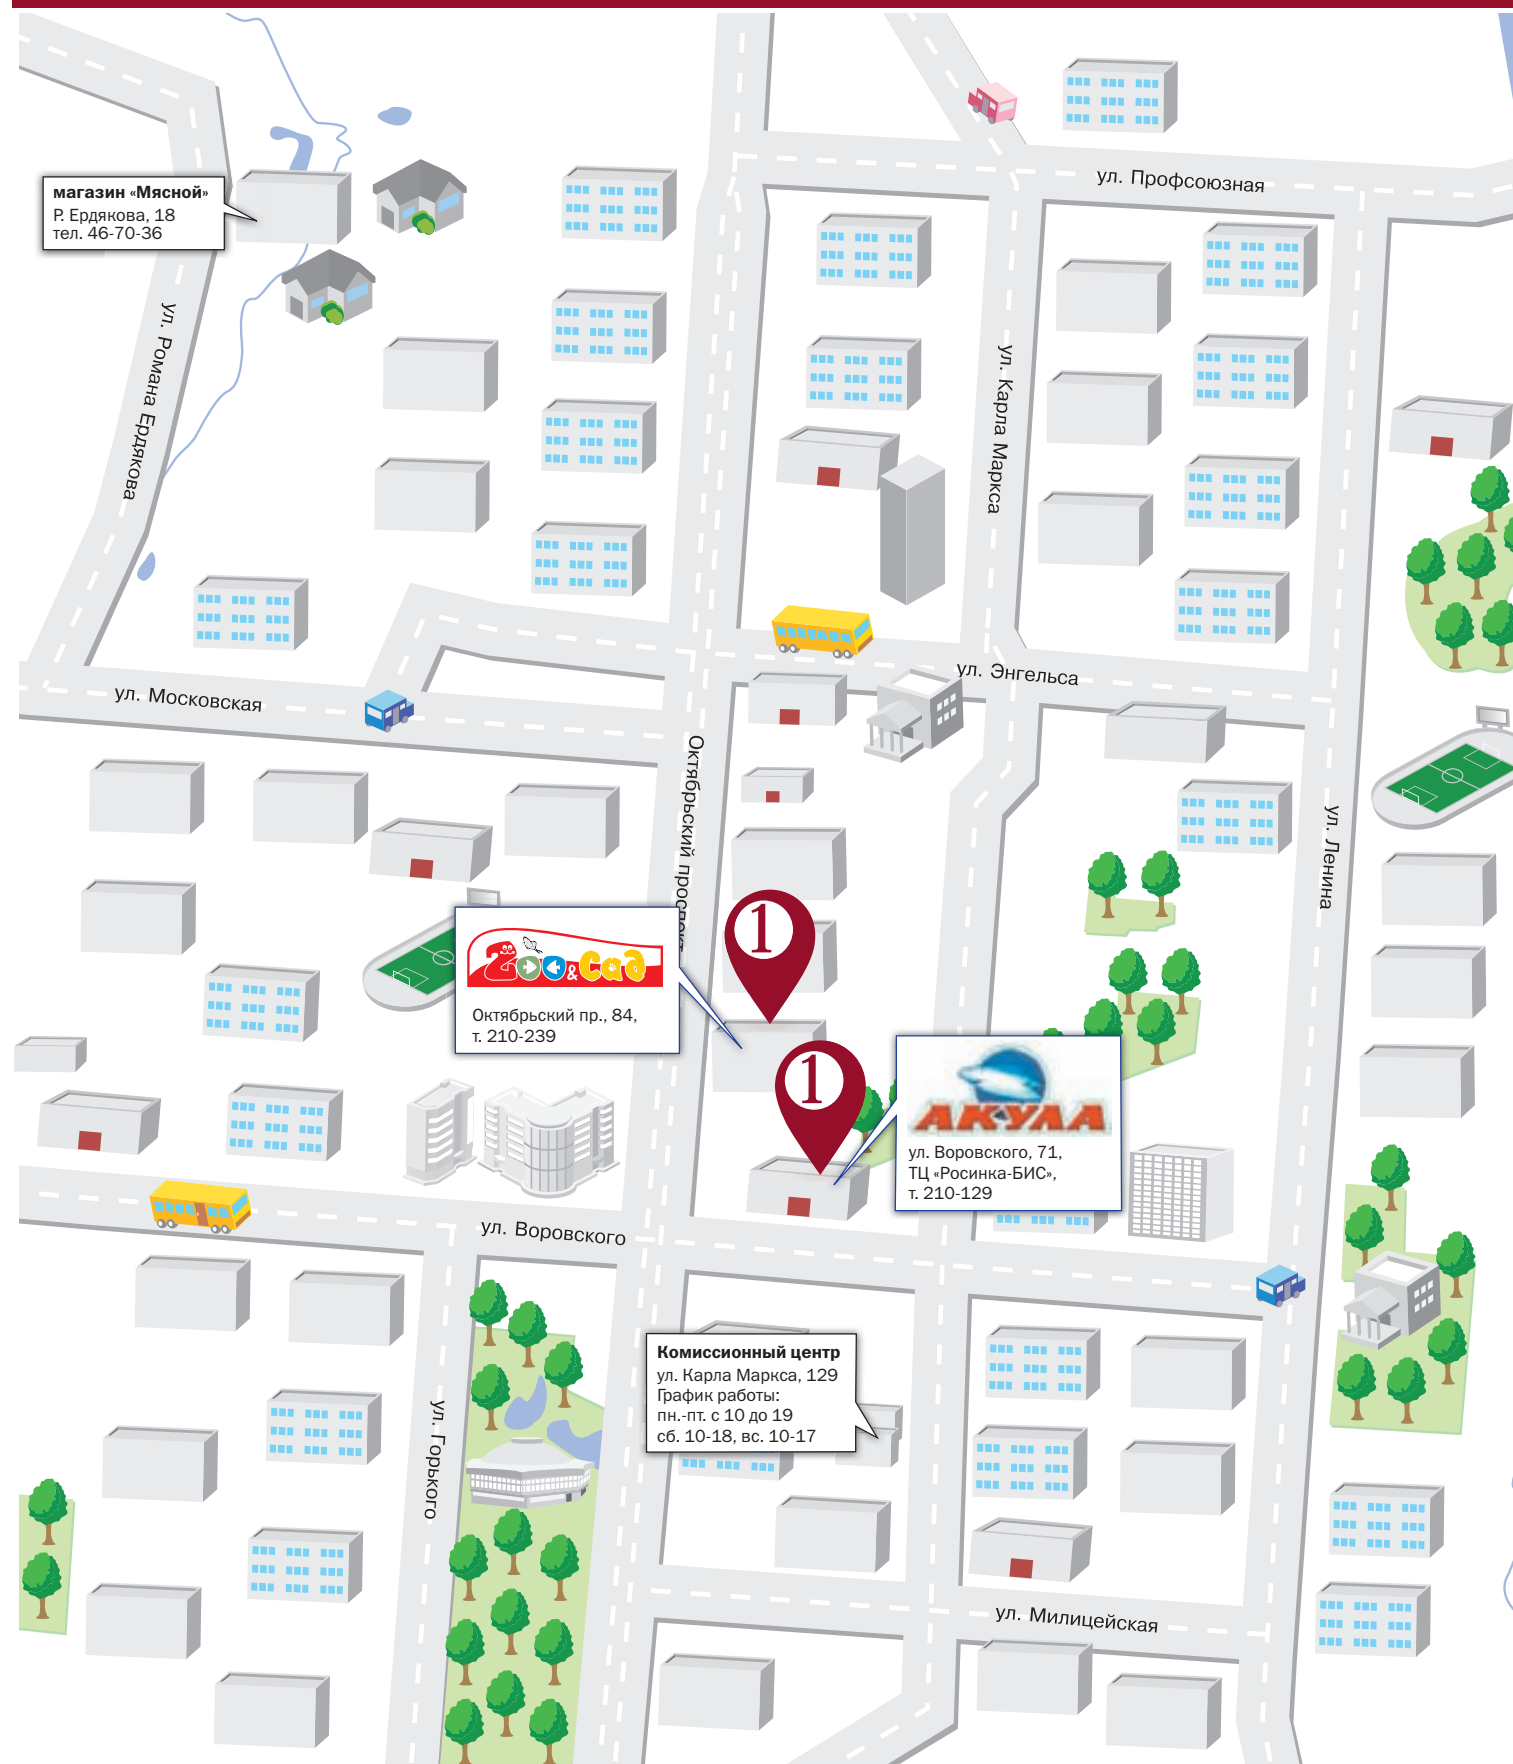 ул. Профсоюзная
магазин «Мясной»
Р. Ердякова, 18
тел. 46-70-36
ул. Романа Ердякова
ул. Карла Маркса
ул. Энгельса
ул. Московская
Октябрьский проспект
ул. Ленина
1
Zоо&Сад
Октябрьский пр., 84,
т. 210-239
1
АКУЛА
ул. Воровского, 71,
ТЦ «Росинка-БИС»,
т. 210-129
ул. Воровского
Комиссионный центр
ул. Карла Маркса, 129
График работы:
пн.-пт. с 10 до 19
сб. 10-18, вс. 10-17
ул. Горького
ул. Милицейская